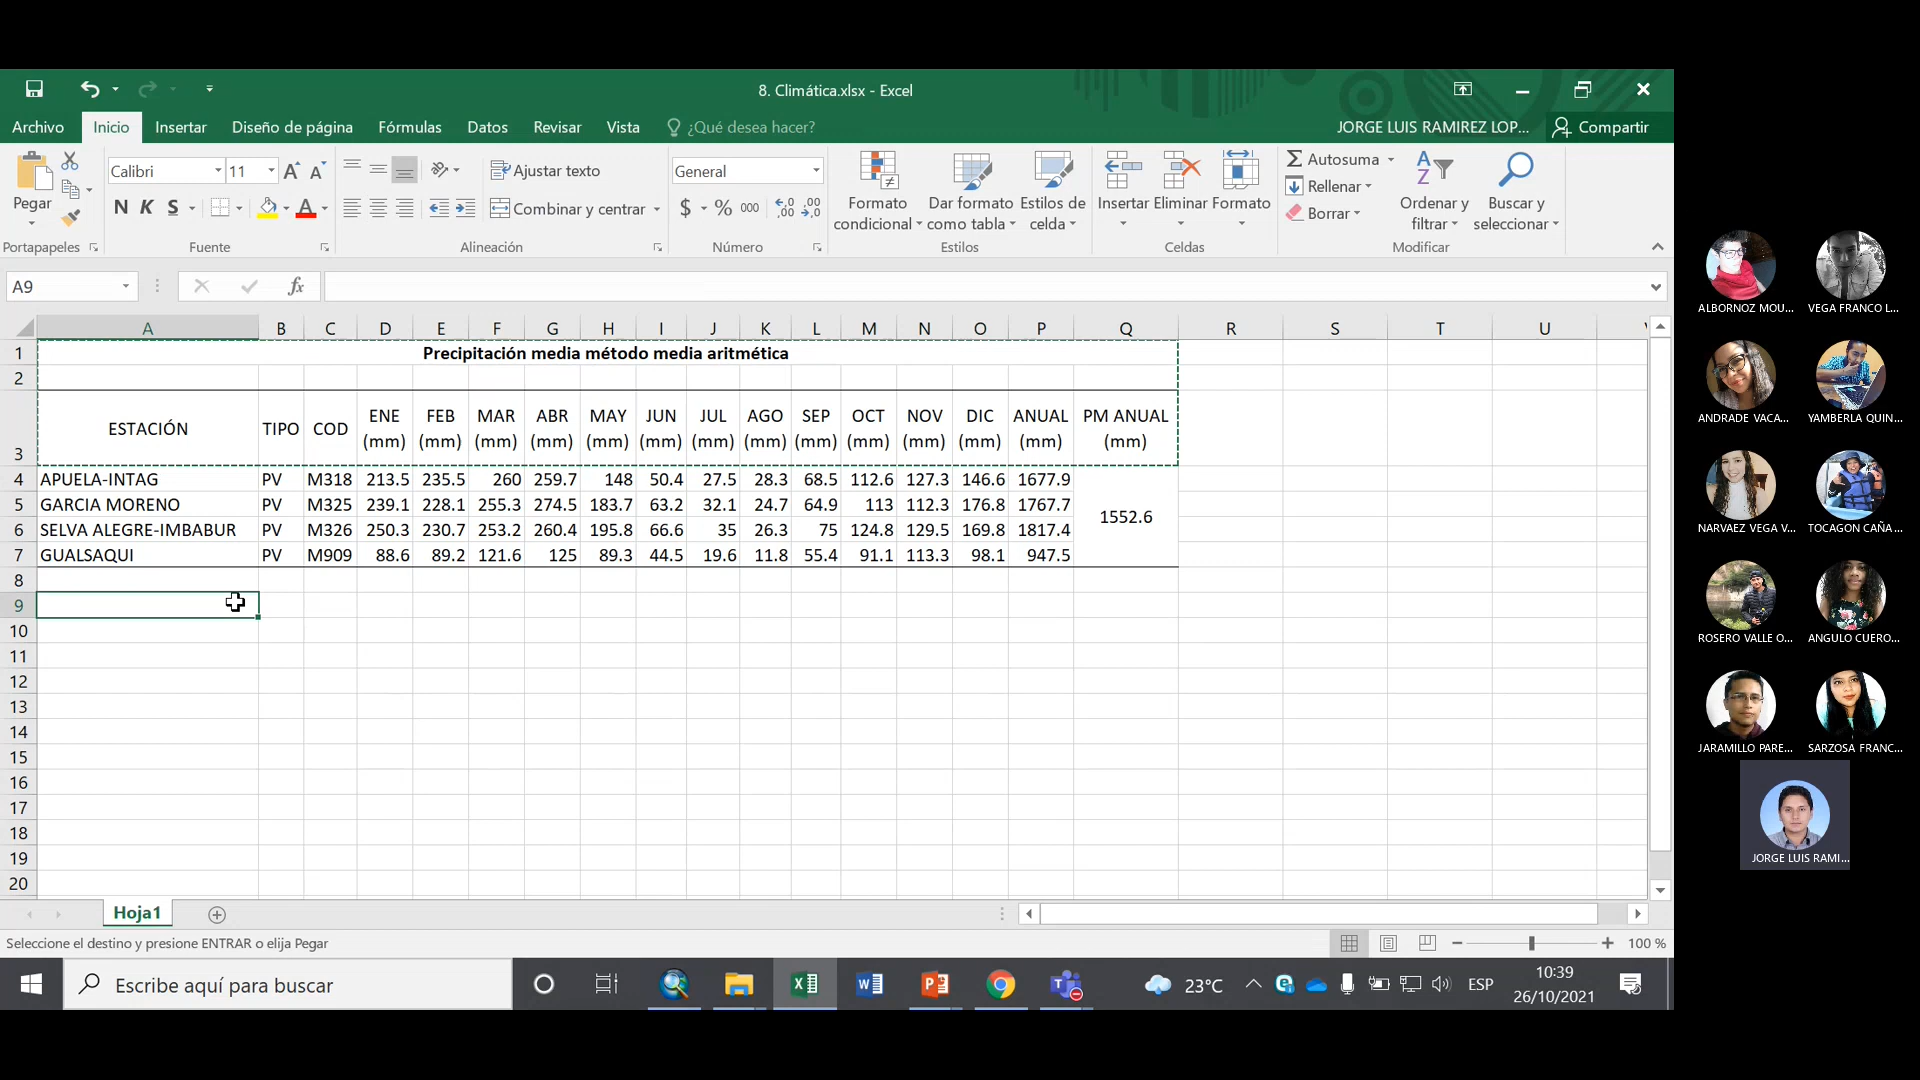 8. Climática.xlsx - Excel
Archivo Inicio Insertar Diseño de página Fórmulas Datos Revisar Vista ¿Qué desea hacer? JORGE LUIS RAMIREZ LOP... Compartir
Pegar
Portapapeles
Calibri 11
N K S
Fuente
Ajustar texto
Combinar y centrar
Alineación
General
$ % 000
Número
Formato condicional
Dar formato como tabla
Estilos de celda
Estilos
Insertar Eliminar Formato
Celdas
Autosuma
Rellenar
Borrar
Ordenar y filtrar
Buscar y seleccionar
Modificar
A9 fx
A B C D E F G H I J K L M N O P Q R S T U
1 Precipitación media método media aritmética
2
3 ESTACIÓN TIPO COD ENE (mm) FEB (mm) MAR (mm) ABR (mm) MAY (mm) JUN (mm) JUL (mm) AGO (mm) SEP (mm) OCT (mm) NOV (mm) DIC (mm) ANUAL (mm) PM ANUAL (mm)
4 APUELA-INTAG PV M318 213.5 235.5 260 259.7 148 50.4 27.5 28.3 68.5 112.6 127.3 146.6 1677.9
5 GARCIA MORENO PV M325 239.1 228.1 255.3 274.5 183.7 63.2 32.1 24.7 64.9 113 112.3 176.8 1767.7
1552.6
6 SELVA ALEGRE-IMBABUR PV M326 250.3 230.7 253.2 260.4 195.8 66.6 35 26.3 75 124.8 129.5 169.8 1817.4
7 GUALSAQUI PV M909 88.6 89.2 121.6 125 89.3 44.5 19.6 11.8 55.4 91.1 113.3 98.1 947.5
8
9
10
11
12
13
14
15
16
17
18
19
20
Hoja1
Seleccione el destino y presione ENTRAR o elija Pegar
100 %
Escribe aquí para buscar
23°C
ESP
10:39
26/10/2021
ALBORNOZ MOU... VEGA FRANCO L...
ANDRADE VACA... YAMBERLA QUIN...
NARVAEZ VEGA V... TOCAGON CAÑA ...
ROSERO VALLE O... ANGULO CUERO...
JARAMILLO PARE... SARZOSA FRANC...
JORGE LUIS RAMI...